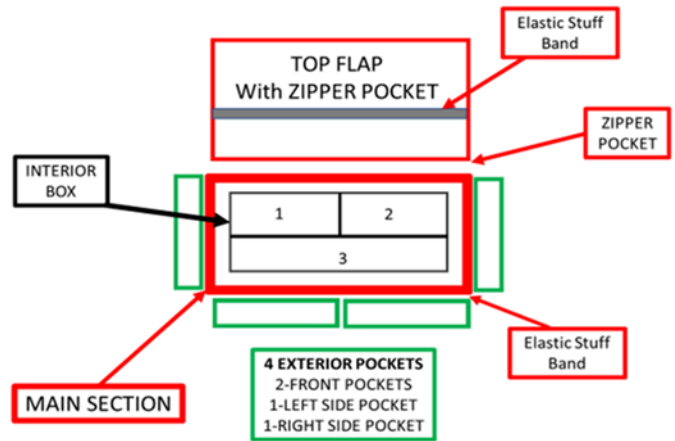 Elastic Stuff
Band
TOP FLAP
With ZIPPER POCKET
ZIPPER
POCKET
INTERIOR
BOX
1
2
3
Elastic Stuff
Band
4 EXTERIOR POCKETS
2-FRONT POCKETS
1-LEFT SIDE POCKET
1-RIGHT SIDE POCKET
MAIN SECTION